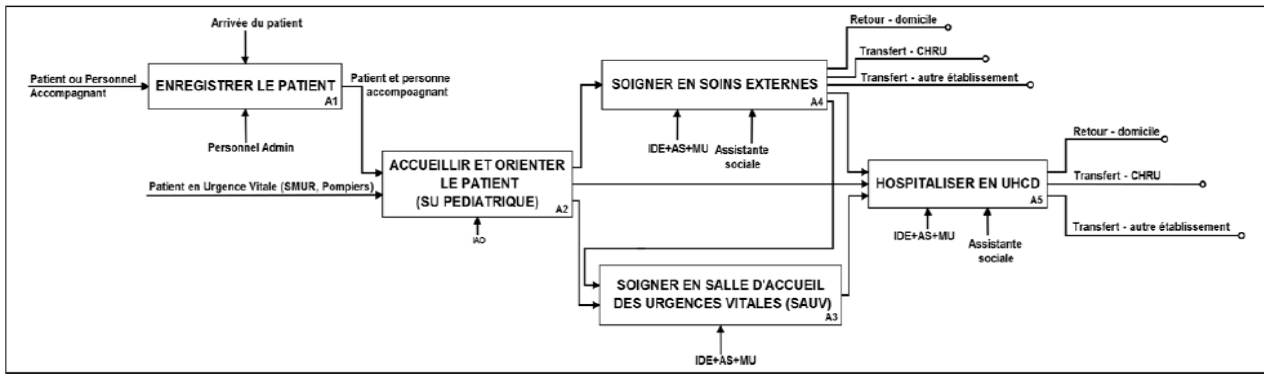 Arrivée du patient
Patient ou Personnel
Accompagnant
ENREGISTRER LE PATIENT
A1
Patient et personne
accompoagnant
Personnel Admin
Patient en Urgence Vitale (SMUR, Pompiers)
ACCUEILLIR ET ORIENTER
LE PATIENT
(SU PEDIATRIQUE)
A2
IAO
SOIGNER EN SOINS EXTERNES
A4
IDE+AS+MU
Assistante
sociale
Retour - domicile
Transfert - CHRU
Transfert - autre établissement
SOIGNER EN SALLE D'ACCUEIL
DES URGENCES VITALES (SAUV)
A3
IDE+AS+MU
HOSPITALISER EN UHCD
A5
IDE+AS+MU
Assistante
sociale
Retour - domicile
Transfert - CHRU
Transfert - autre établissement